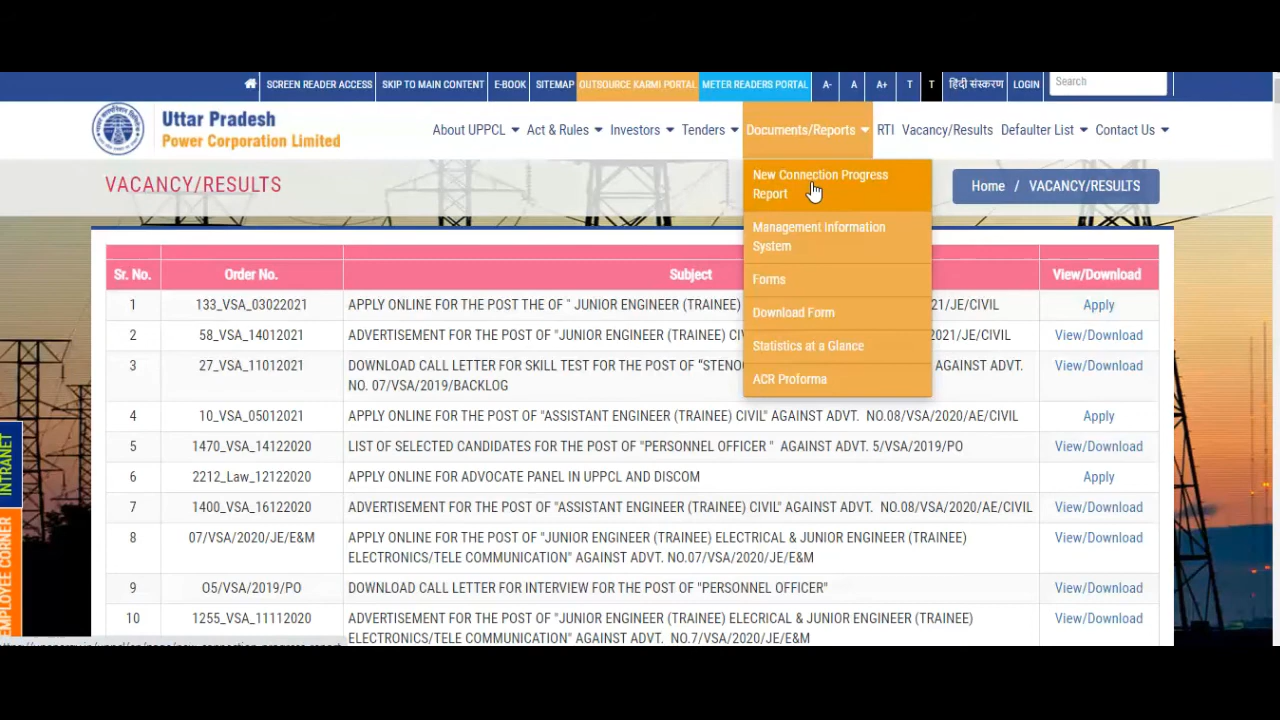 SCREEN READER ACCESS SKIP TO MAIN CONTENT E-BOOK SITEMAP OUTSOURCE KARMI PORTAL METER READERS PORTAL A- A A+ T T हिंदी संस्करण LOGIN Search
Uttar Pradesh
Power Corporation Limited
About UPPCL Act & Rules Investors Tenders Documents/Reports RTI Vacancy/Results Defaulter List Contact Us
VACANCY/RESULTS
Home / VACANCY/RESULTS
New Connection Progress
Report
Management Information
System
Forms
Download Form
Statistics at a Glance
ACR Proforma
Sr. No. Order No. Subject View/Download
1 133_VSA_03022021 APPLY ONLINE FOR THE POST THE OF " JUNIOR ENGINEER (TRAINEE) 2021/JE/CIVIL Apply
2 58_VSA_14012021 ADVERTISEMENT FOR THE POST OF "JUNIOR ENGINEER (TRAINEE) 2021/JE/CIVIL View/Download
3 27_VSA_11012021 DOWNLOAD CALL LETTER FOR SKILL TEST FOR THE POST OF "STENO AGAINST ADVT.
NO. 07/VSA/2019/BACKLOG View/Download
4 10_VSA_05012021 APPLY ONLINE FOR THE POST OF "ASSISTANT ENGINEER (TRAINEE) CIVIL" AGAINST ADVT. NO.08/VSA/2020/AE/CIVIL Apply
5 1470_VSA_14122020 LIST OF SELECTED CANDIDATES FOR THE POST OF "PERSONNEL OFFICER " AGAINST ADVT. 5/VSA/2019/PO View/Download
6 2212_Law_12122020 APPLY ONLINE FOR ADVOCATE PANEL IN UPPCL AND DISCOM Apply
7 1400_VSA_16122020 ADVERTISEMENT FOR THE POST OF "ASSISTANT ENGINEER (TRAINEE) CIVIL" AGAINST ADVT. NO.08/VSA/2020/AE/CIVIL View/Download
8 07/VSA/2020/JE/E&M APPLY ONLINE FOR THE POST OF "JUNIOR ENGINEER (TRAINEE) ELECTRICAL & JUNIOR ENGINEER (TRAINEE)
ELECTRONICS/TELE COMMUNICATION" AGAINST ADVT. NO.07/VSA/2020/JE/E&M View/Download
9 O5/VSA/2019/PO DOWNLOAD CALL LETTER FOR INTERVIEW FOR THE POST OF "PERSONNEL OFFICER" View/Download
10 1255_VSA_11112020 ADVERTISEMENT FOR THE POST OF "JUNIOR ENGINEER (TRAINEE) ELECRICAL & JUNIOR ENGINEER (TRAINEE)
ELECTRONICS/TELE COMMUNICATION" AGAINST ADVT. NO.7/VSA/2020/JE/E&M View/Download
INTRANET
EMPLOYEE CORNER